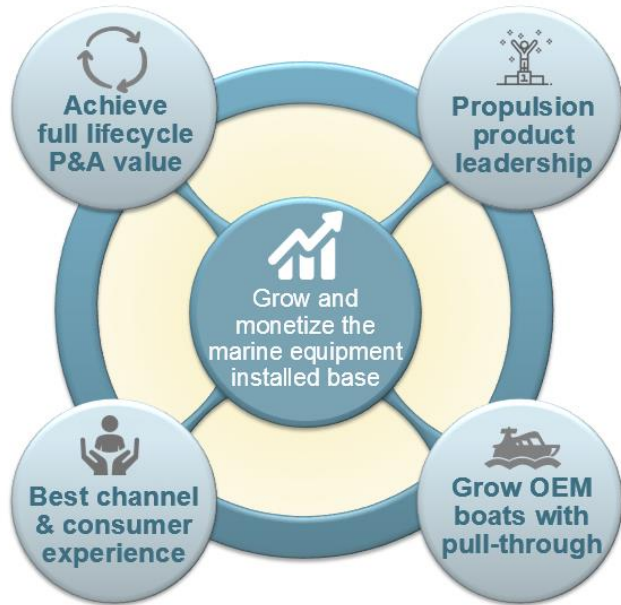 Achieve
full lifecycle
P&A value
1
Propulsion
product
leadership
Grow and
monetize the
marine equipment
installed base
Best channel
& consumer
experience
Grow OEM
boats with
pull-through